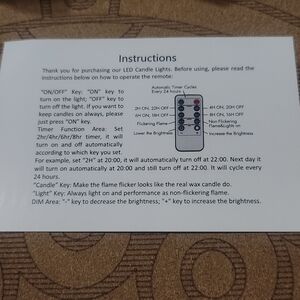 Instructions
Thank you for purchasing our LED Candle Lights. Before using, please read the
instructions below on how to operate the remote:
"ON/OFF" Key: "ON" key to
turn on the light; "OFF" key to
turn off the light. If you want to
keep candles on always, please
just press "ON" key.
Timer Function Area: Set
2hr/4hr/6hr/8hr timer, it will
turn on and off automatically
according to which key you set.
Automatic Timer Cycles
Every 24 hours
2H ON, 22H OFF
4H ON, 20H OFF
6H ON, 18H OFF
8H ON, 16H OFF
Flickering Flame
Non Flickering
Lower the Brightness
Increase the Brightness
For example, set "2H" at 20:00, it will automatically turn off at 22:00. Next day it
will turn on automatically at 20:00 and still turn off at 22:00. It will cycle every
24 hours.
"Candle" Key: Make the flame flicker looks like the real wax candle do.
"Light" Key: Always light on and performance as non-flickering flame.
DIM Area: "-" key to decrease the brightness; "+" key to increase the brightness.